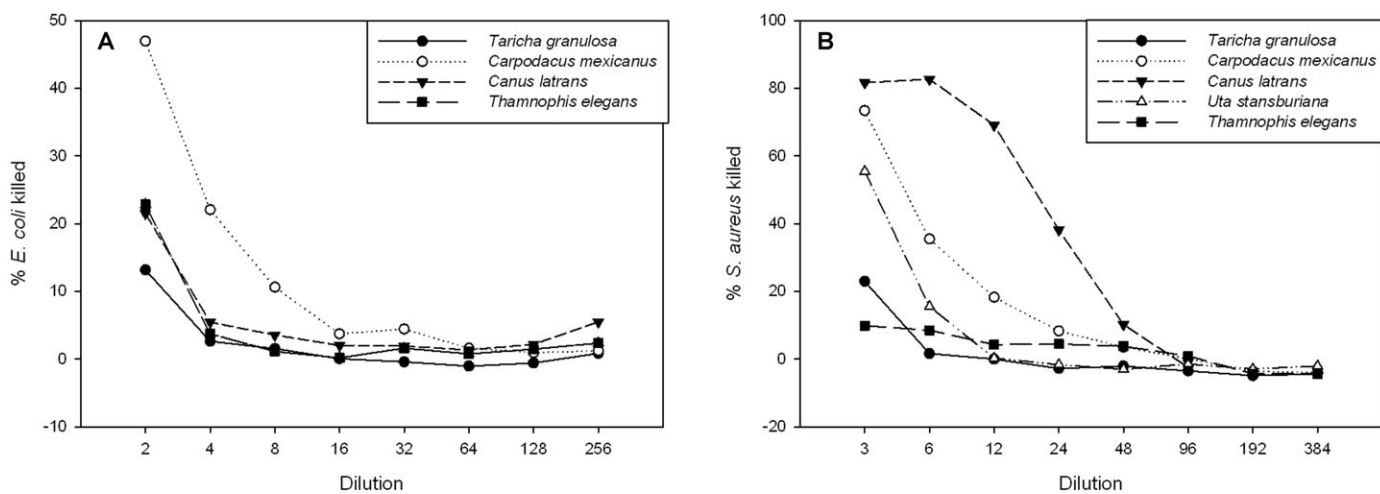 A
Taricha granulosa
Carpodacus mexicanus
Canus latrans
Thamnophis elegans
% E. coli killed
50
40
30
20
10
0
-10
2 4 8 16 32 64 128 256
Dilution
B
Taricha granulosa
Carpodacus mexicanus
Canus latrans
Uta stansburiana
Thamnophis elegans
% S. aureus killed
100
80
60
40
20
0
-20
3 6 12 24 48 96 192 384
Dilution